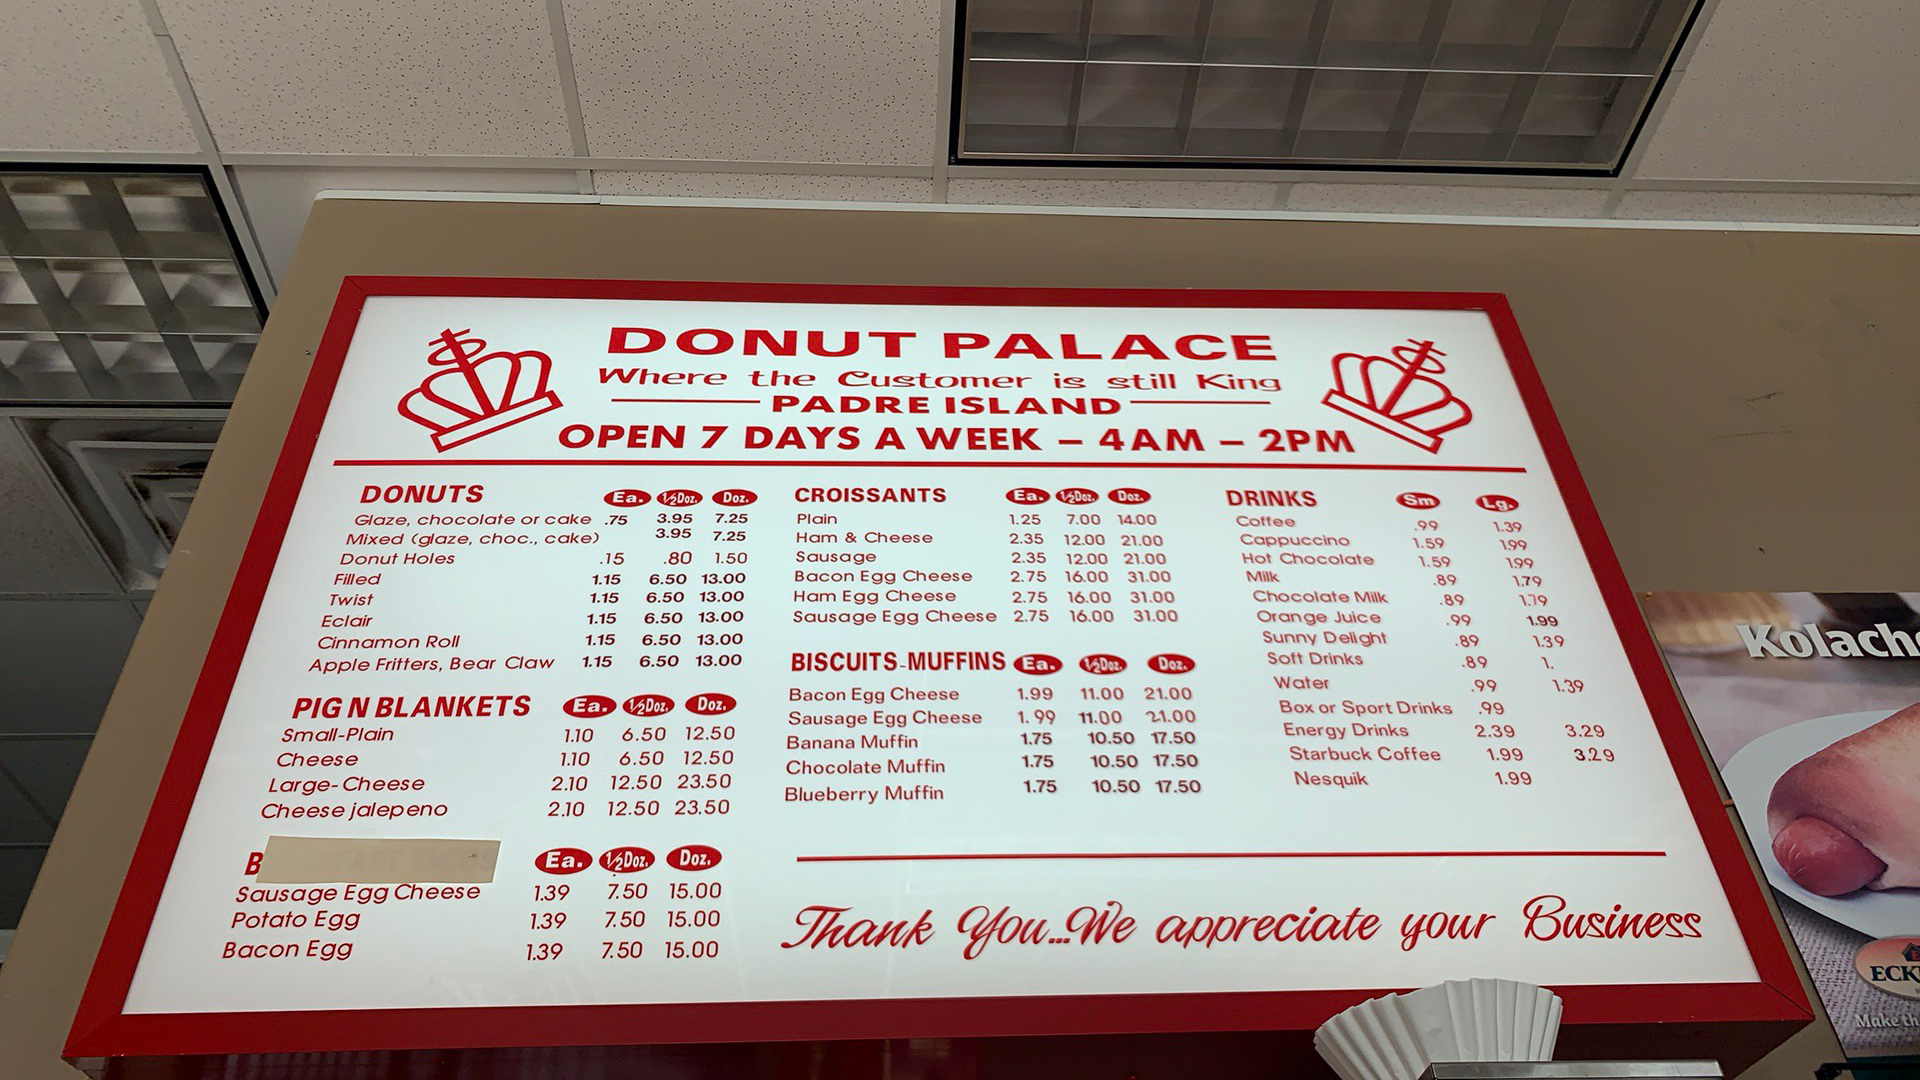 DONUT PALACE
Where the Customer is still King
PADRE ISLAND
OPEN 7 DAYS A WEEK – 4AM – 2PM
DONUTS Ea. 1/2Doz. Doz.
Glaze, chocolate or cake .75 3.95 7.25
Mixed (glaze, choc., cake) 3.95 7.25
Donut Holes .15 .80 1.50
Filled 1.15 6.50 13.00
Twist 1.15 6.50 13.00
Eclair 1.15 6.50 13.00
Cinnamon Roll 1.15 6.50 13.00
Apple Fritters, Bear Claw 1.15 6.50 13.00
PIG N BLANKETS Ea. 1/2Doz. Doz.
Small-Plain 1.10 6.50 12.50
Cheese 1.10 6.50 12.50
Large-Cheese 2.10 12.50 23.50
Cheese jalepeno 2.10 12.50 23.50
B Ea. 1/2Doz. Doz.
Sausage Egg Cheese 1.39 7.50 15.00
Potato Egg 1.39 7.50 15.00
Bacon Egg 1.39 7.50 15.00
CROISSANTS Ea. 1/2Doz. Doz.
Plain 1.25 7.00 14.00
Ham & Cheese 2.35 12.00 21.00
Sausage 2.35 12.00 21.00
Bacon Egg Cheese 2.75 16.00 31.00
Ham Egg Cheese 2.75 16.00 31.00
Sausage Egg Cheese 2.75 16.00 31.00
BISCUITS-MUFFINS Ea. 1/2Doz. Doz.
Bacon Egg Cheese 1.99 11.00 21.00
Sausage Egg Cheese 1.99 11.00 21.00
Banana Muffin 1.75 10.50 17.50
Chocolate Muffin 1.75 10.50 17.50
Blueberry Muffin 1.75 10.50 17.50
DRINKS Sm Lg.
Coffee .99 1.39
Cappuccino 1.59 1.99
Hot Chocolate 1.59 1.99
Milk .89 1.79
Chocolate Milk .89 1.79
Orange Juice .99 1.99
Sunny Delight .89 1.39
Soft Drinks .89 1.
Water .99 1.39
Box or Sport Drinks .99
Energy Drinks 2.39 3.29
Starbuck Coffee 1.99 3.29
Nesquik 1.99
Thank You...We appreciate your Business
Kolach
ECK
Make th